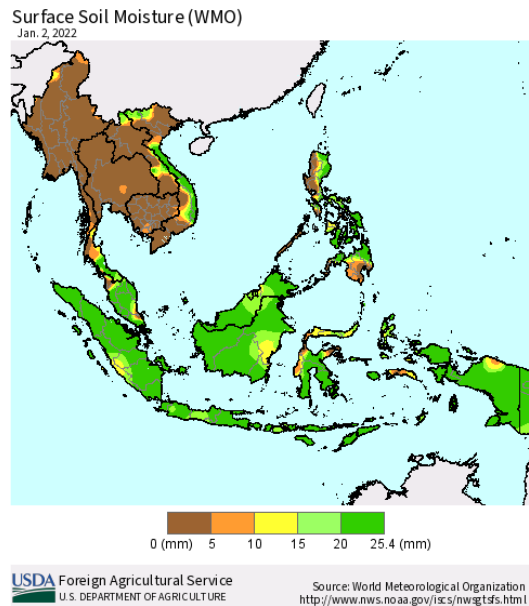 Surface Soil Moisture (WMO)
Jan. 2, 2022
0 (mm) 5 10 15 20 25.4 (mm)
USDA Foreign Agricultural Service
U.S. DEPARTMENT OF AGRICULTURE
Source: World Meteorological Organization
http://www.nws.noaa.gov/iscs/nwsgtsfs.html